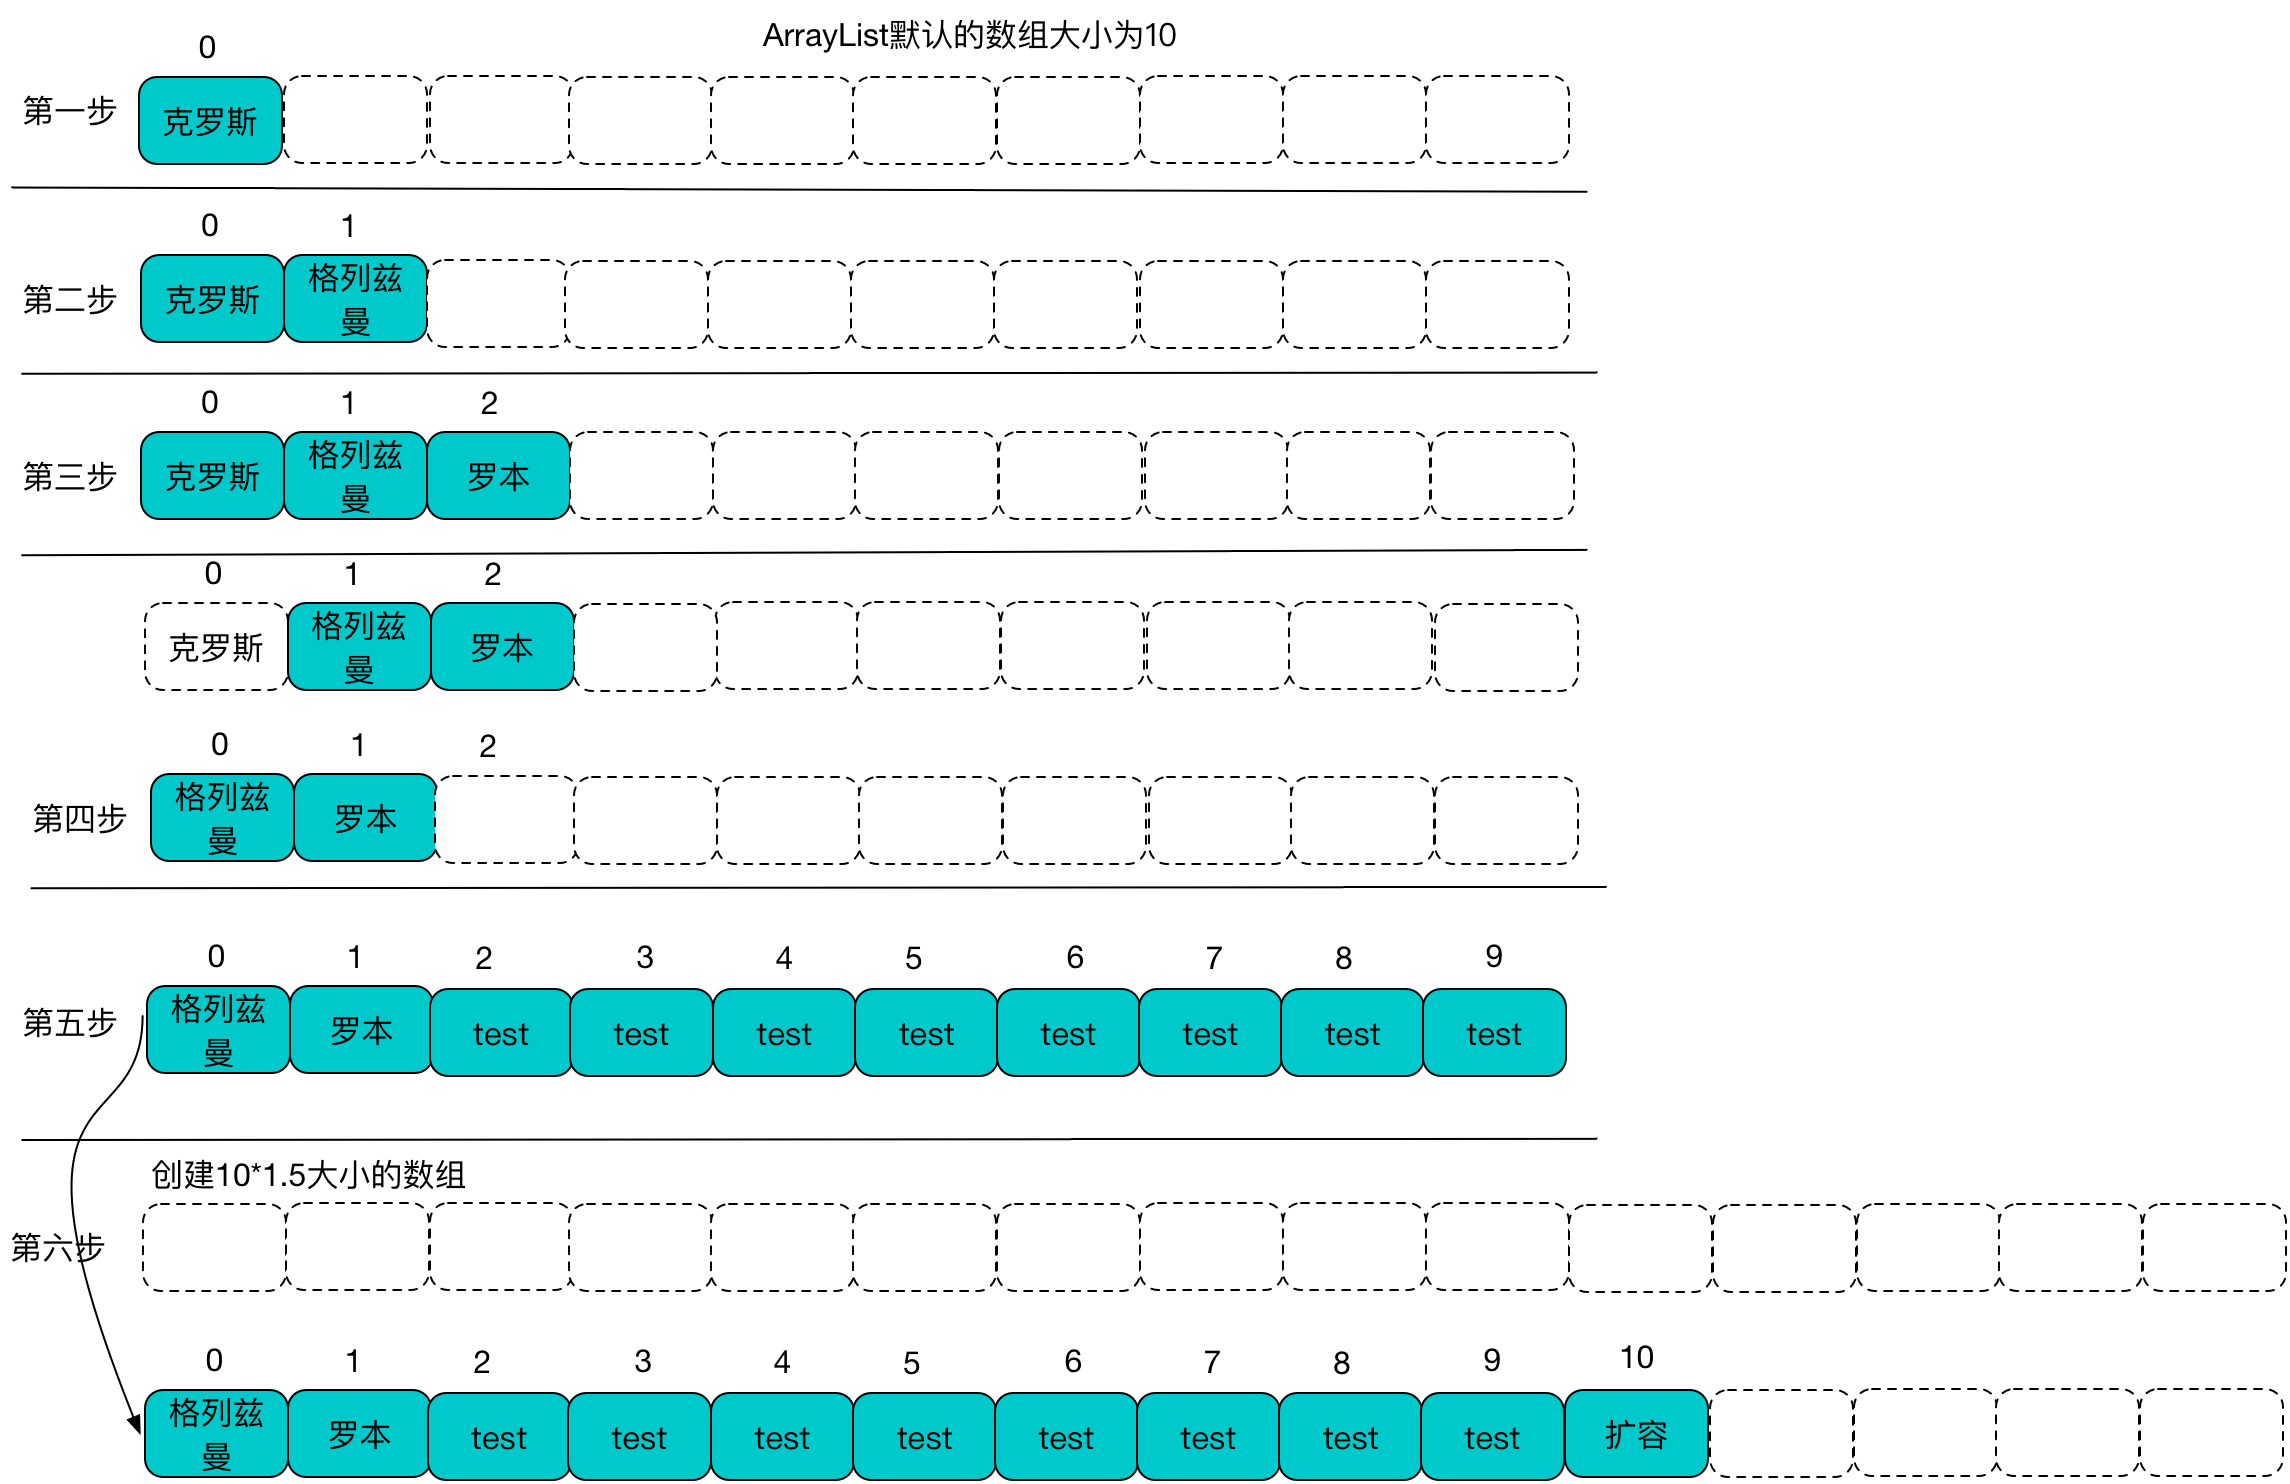 ArrayList默认的数组大小为10
0
第一步
克罗斯
0 1
第二步
克罗斯
格列兹
曼
0 1 2
第三步
克罗斯
格列兹
曼
罗本
0 1 2
克罗斯
格列兹
曼
罗本
0 1 2
第四步
格列兹
曼
罗本
0 1 2 3 4 5 6 7 8 9
第五步
格列兹
曼
罗本
test test test test test test test test
创建10*1.5大小的数组
第六步
0 1 2 3 4 5 6 7 8 9 10
格列兹
曼
罗本
test test test test test test test test
扩容